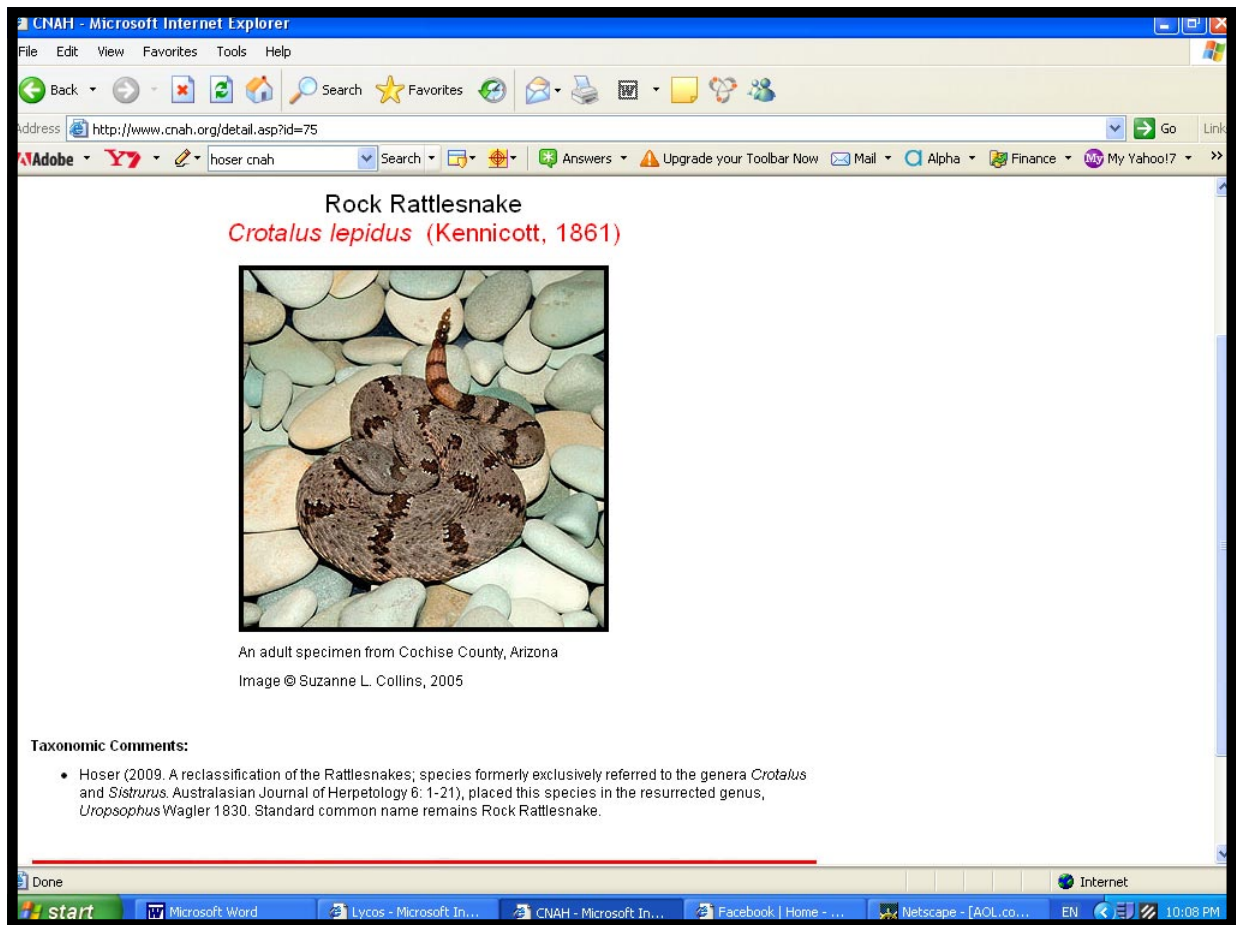 CNAH - Microsoft Internet Explorer
File Edit View Favorites Tools Help
Back Search Favorites
Address http://www.cnah.org/detail.asp?id=75 Go Link
Adobe Y7 hoser cnah Search Answers Upgrade your Toolbar Now Mail Alpha Finance My My Yahoo!7 »
Rock Rattlesnake
Crotalus lepidus (Kennicott, 1861)
An adult specimen from Cochise County, Arizona
Image © Suzanne L. Collins, 2005
Taxonomic Comments:
• Hoser (2009. A reclassification of the Rattlesnakes; species formerly exclusively referred to the genera Crotalus
and Sistrurus. Australasian Journal of Herpetology 6: 1-21), placed this species in the resurrected genus,
Uropsophus Wagler 1830. Standard common name remains Rock Rattlesnake.
Done Internet
start Microsoft Word Lycos - Microsoft In... CNAH - Microsoft In... Facebook | Home - ... Netscape - [AOL.co... EN 10:08 PM